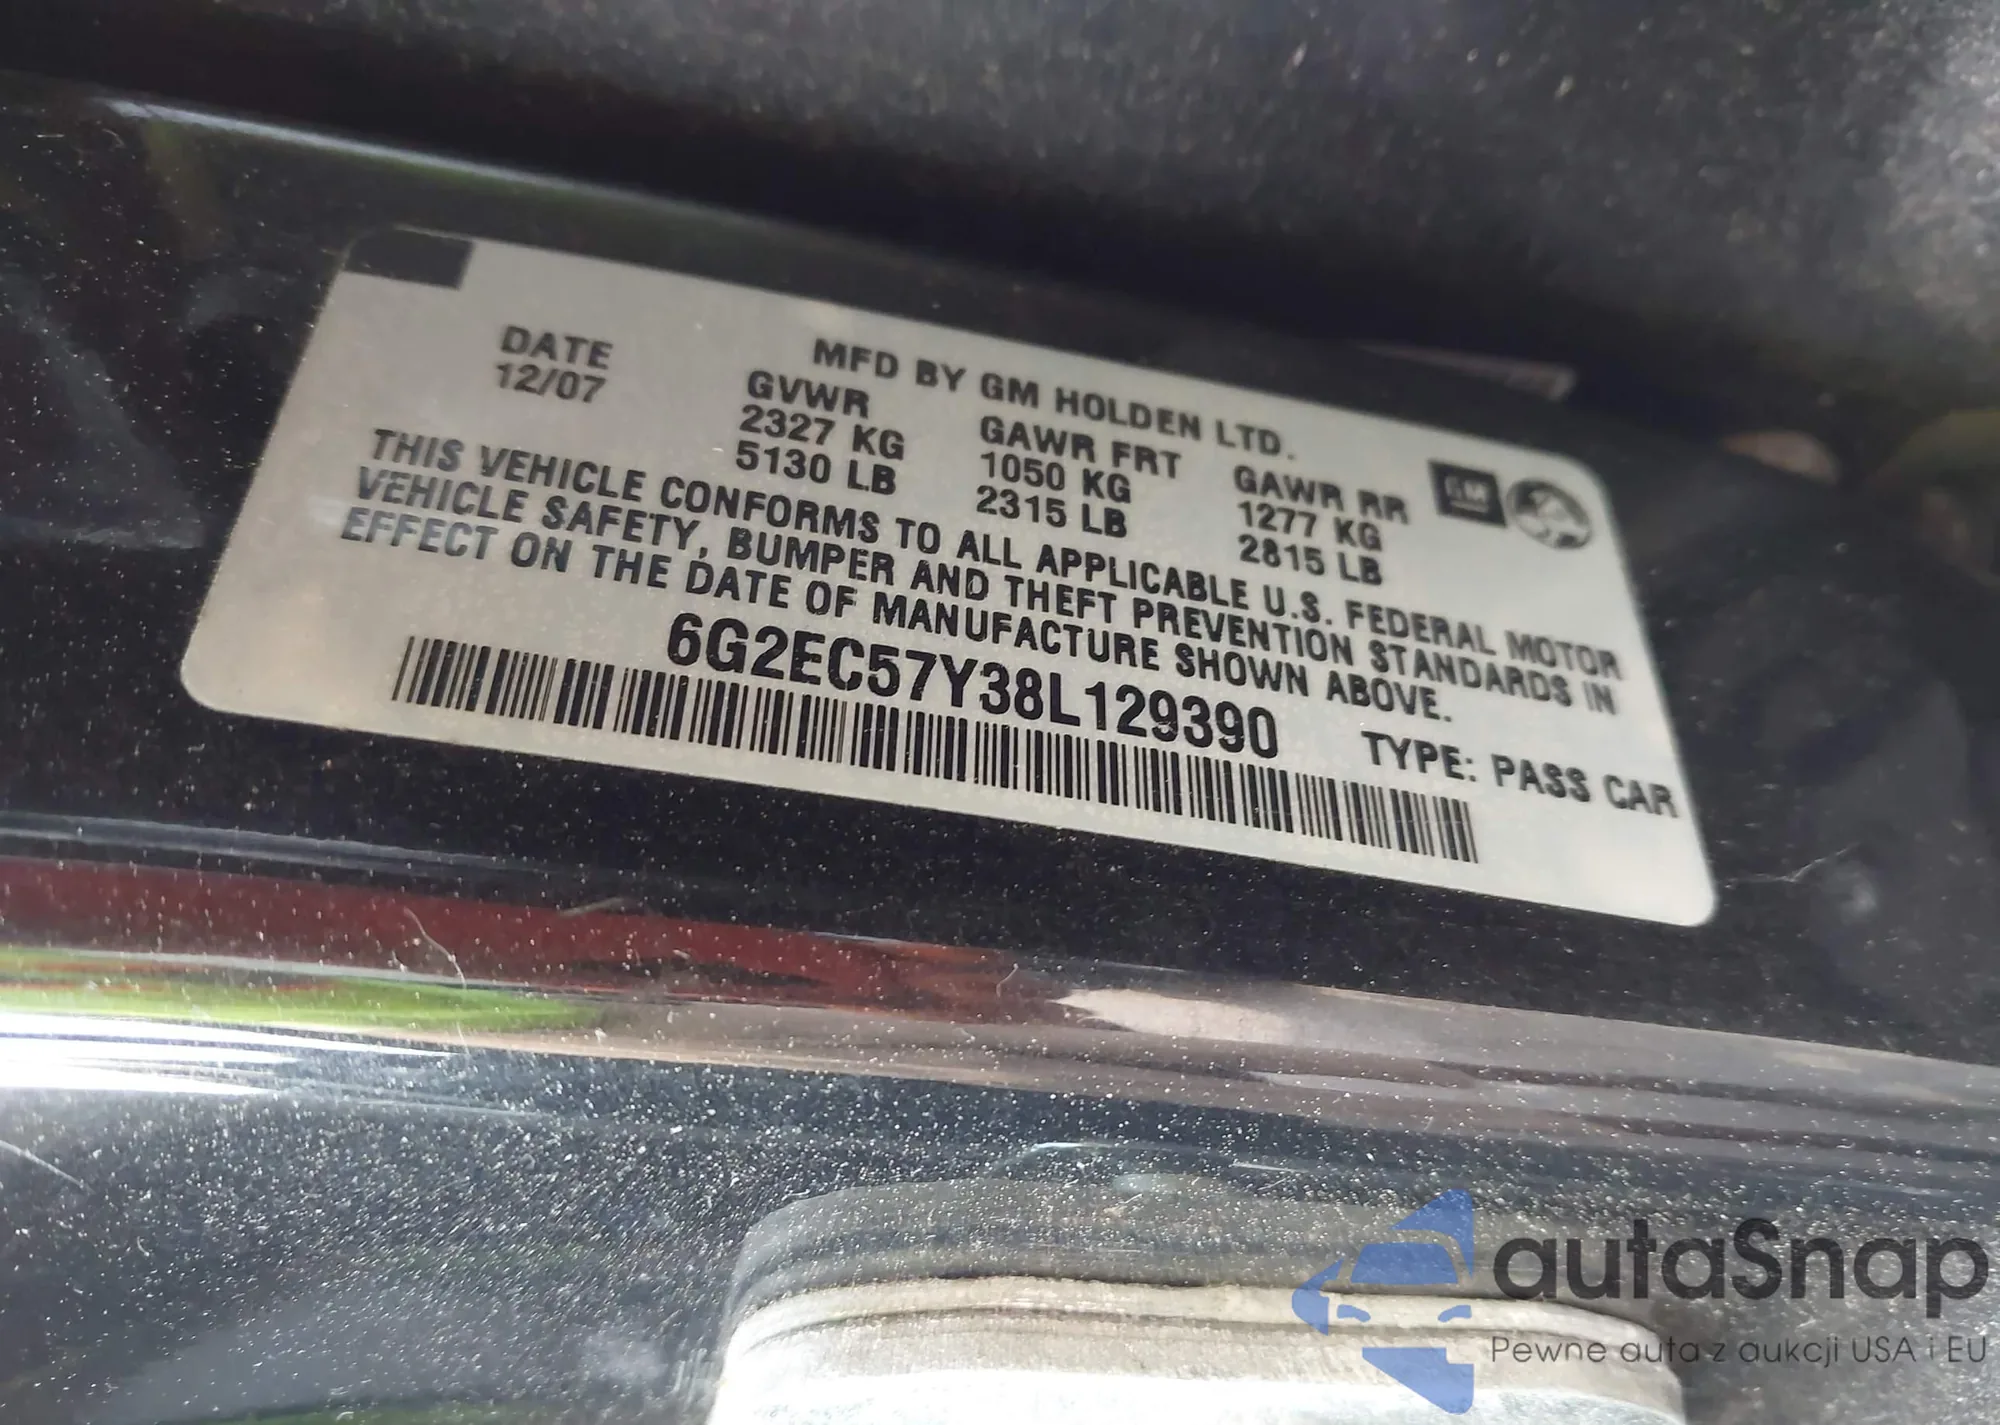 MFD BY GM HOLDEN LTD.
DATE GVWR GAWR FRT GAWR RR
12/07 2327 KG 1050 KG 1277 KG
5130 LB 2315 LB 2815 LB
GM
THIS VEHICLE CONFORMS TO ALL APPLICABLE U.S. FEDERAL MOTOR
VEHICLE SAFETY, BUMPER AND THEFT PREVENTION STANDARDS IN
EFFECT ON THE DATE OF MANUFACTURE SHOWN ABOVE.
6G2EC57Y38L129390 TYPE: PASS CAR
autaSnap
Pewne auta z aukcji USA i EU